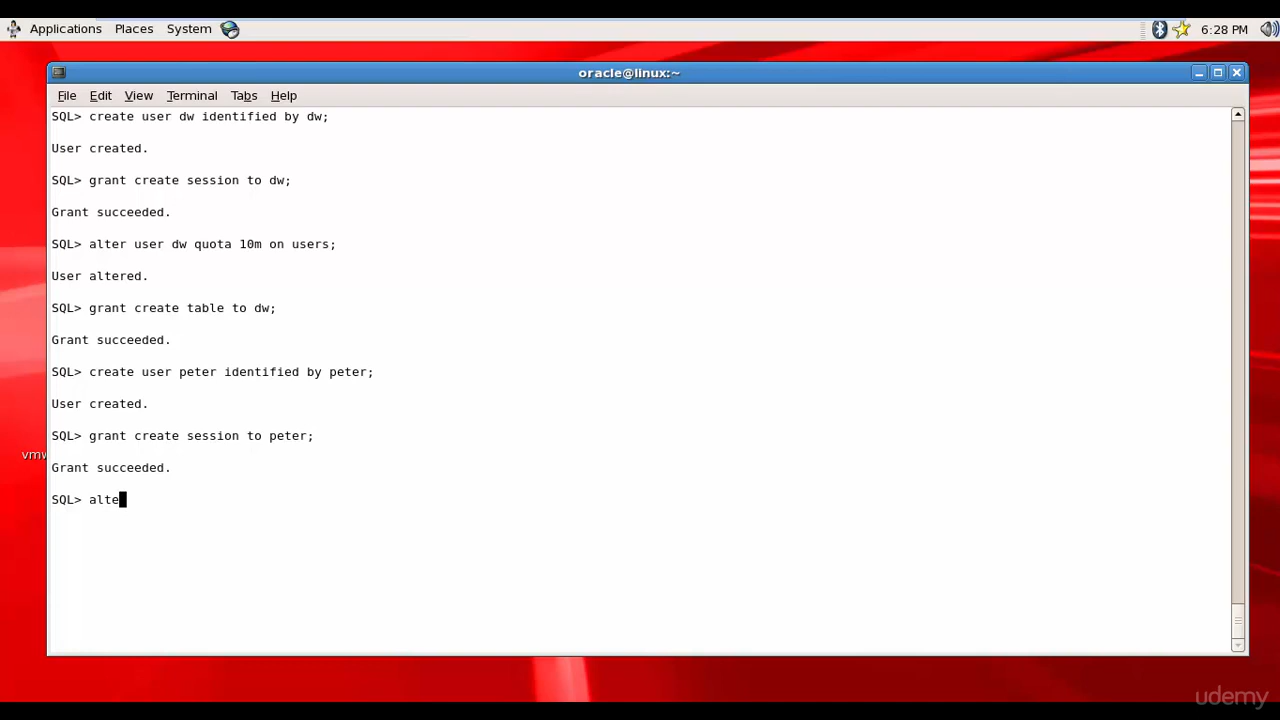 Applications Places System 6:28 PM
oracle@linux:~
File Edit View Terminal Tabs Help
SQL> create user dw identified by dw;
User created.
SQL> grant create session to dw;
Grant succeeded.
SQL> alter user dw quota 10m on users;
User altered.
SQL> grant create table to dw;
Grant succeeded.
SQL> create user peter identified by peter;
User created.
SQL> grant create session to peter;
vmw
Grant succeeded.
SQL> alte
udemy